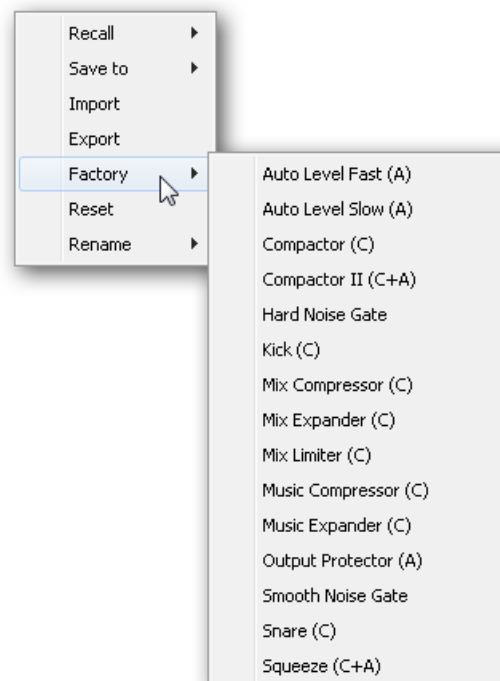 Recall
Save to
Import
Export
Factory
Reset
Rename
Auto Level Fast (A)
Auto Level Slow (A)
Compactor (C)
Compactor II (C+A)
Hard Noise Gate
Kick (C)
Mix Compressor (C)
Mix Expander (C)
Mix Limiter (C)
Music Compressor (C)
Music Expander (C)
Output Protector (A)
Smooth Noise Gate
Snare (C)
Squeeze (C+A)